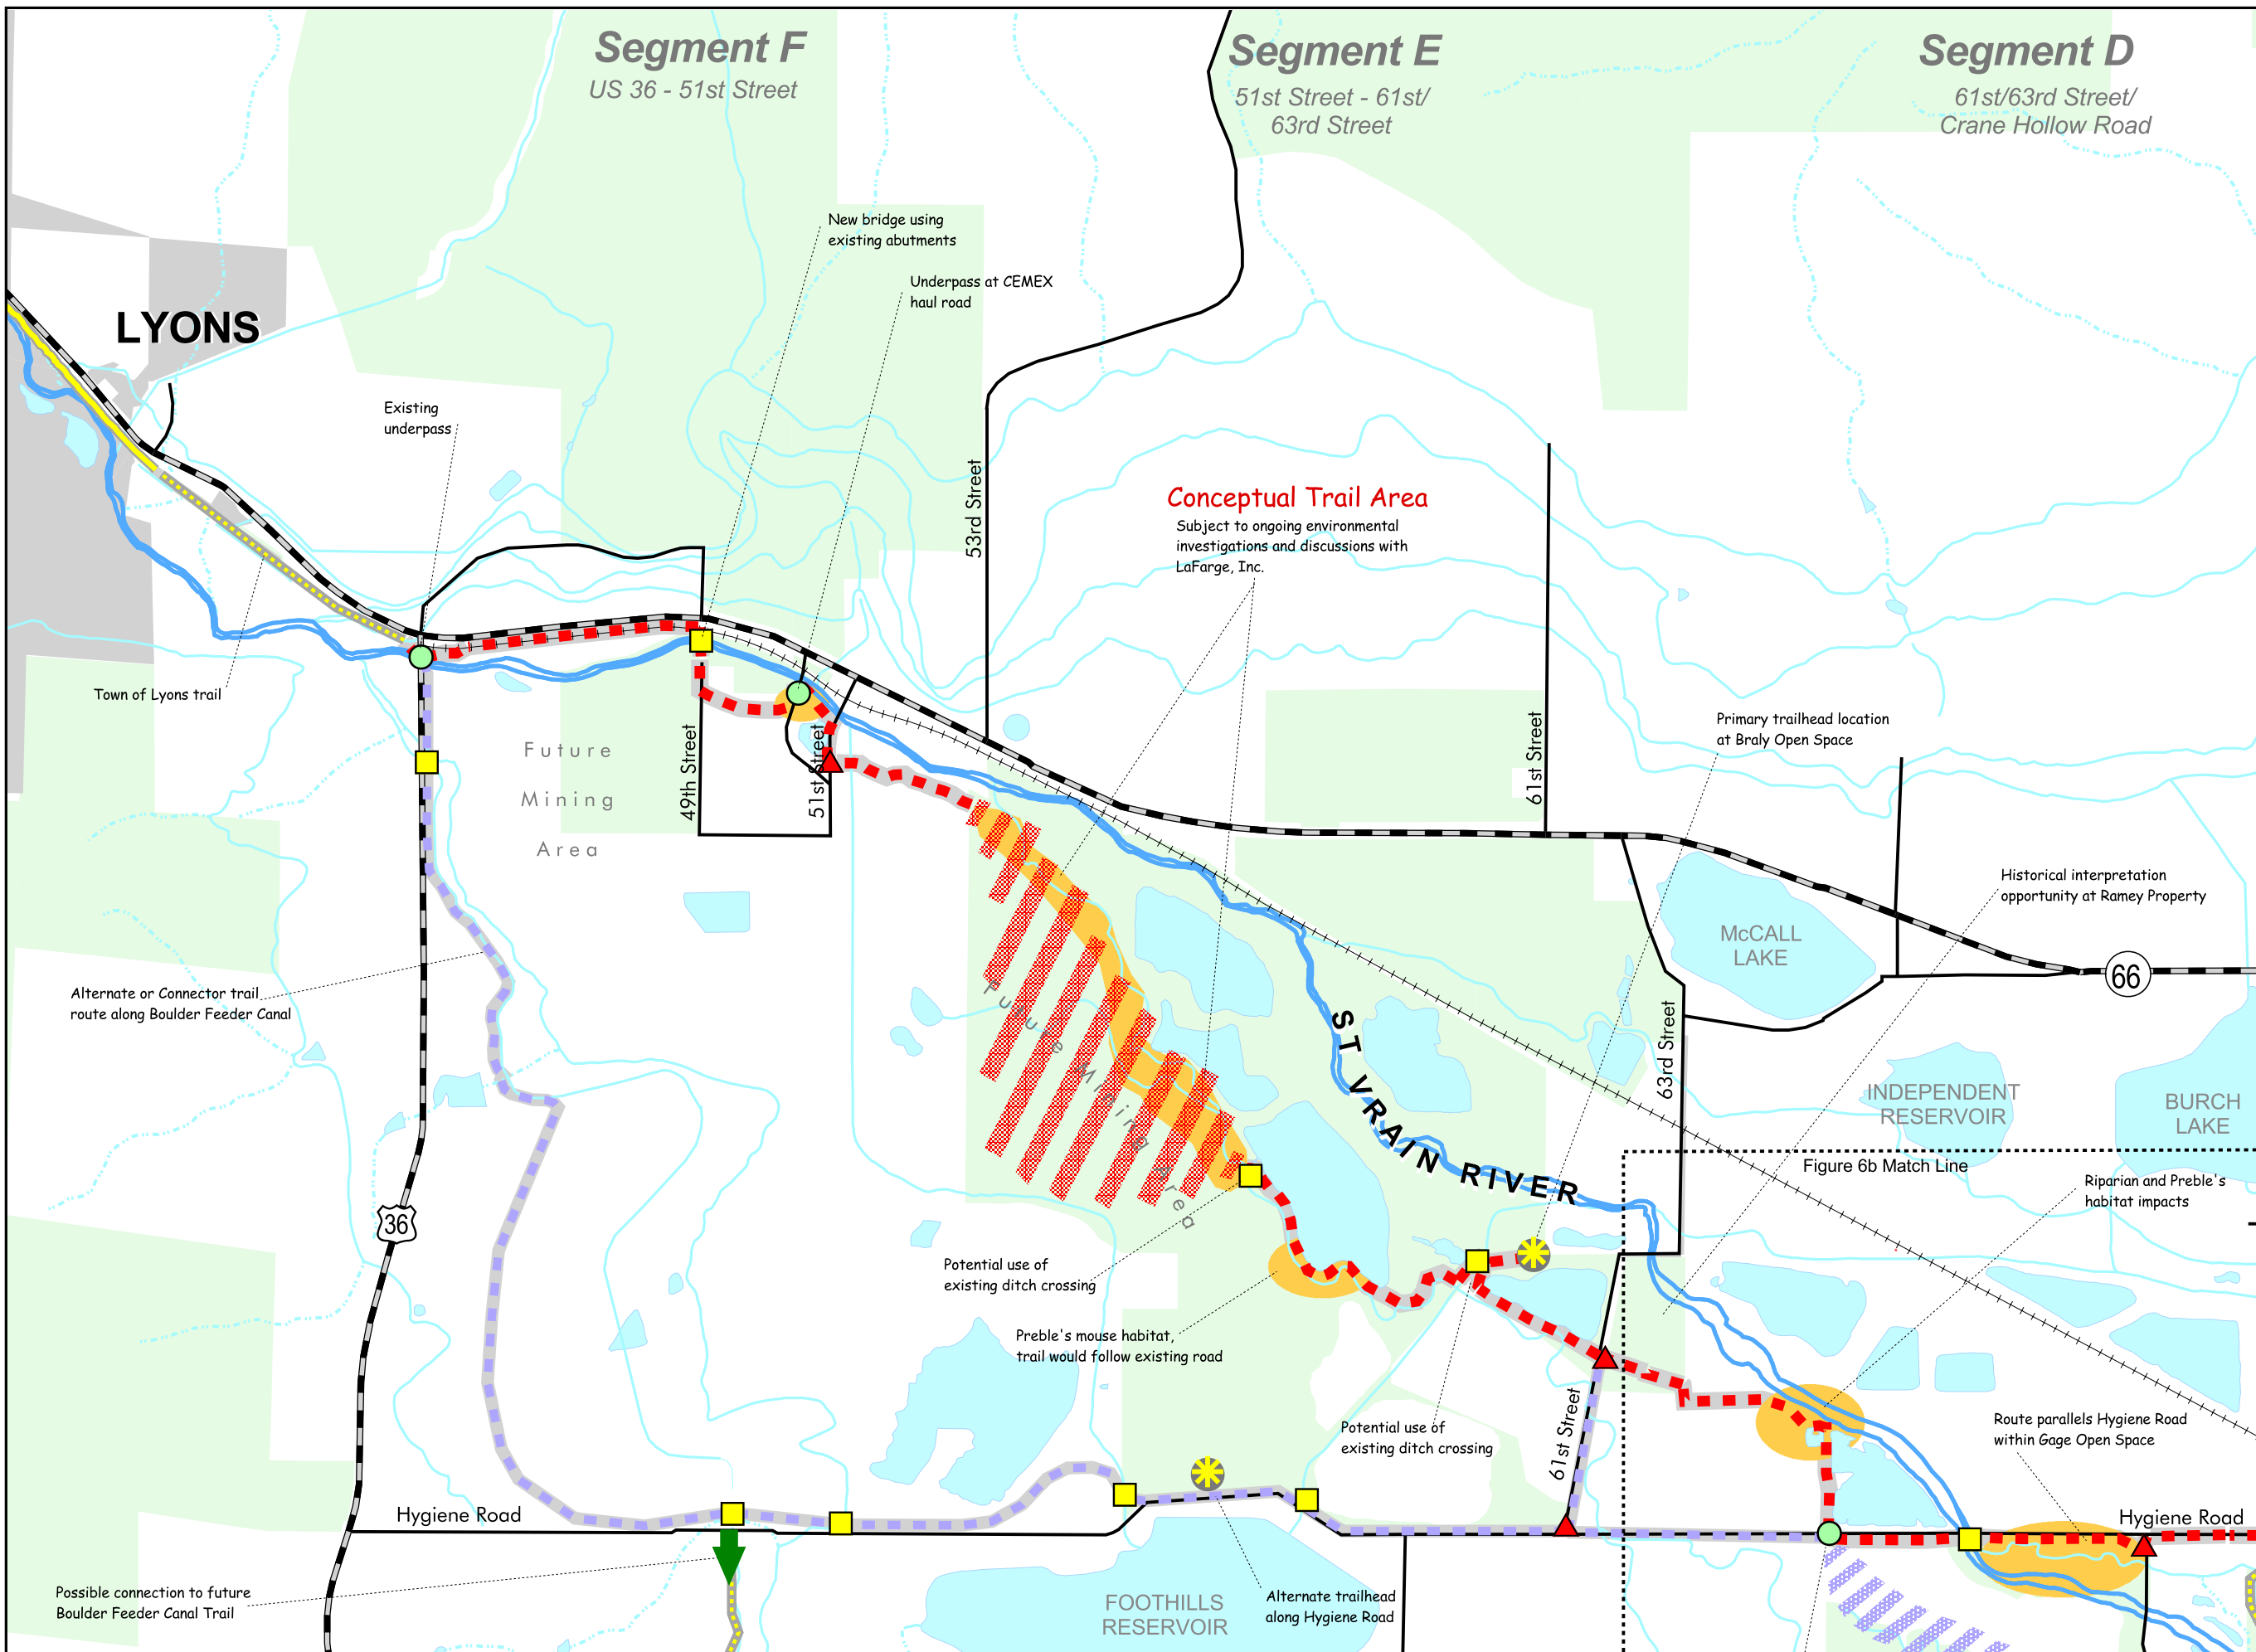 Segment F
US 36 - 51st Street
Segment E
51st Street - 61st/
63rd Street
Segment D
61st/63rd Street/
Crane Hollow Road
New bridge using
existing abutments
Underpass at CEMEX
haul road
LYONS
Existing
underpass
53rd Street
Conceptual Trail Area
Subject to ongoing environmental
investigations and discussions with
LaFarge, Inc.
Town of Lyons trail
Future
Mining
Area
49th Street
51st Street
61st Street
Primary trailhead location
at Braly Open Space
Historical interpretation
opportunity at Ramey Property
McCALL
LAKE
66
Alternate or Connector trail
route along Boulder Feeder Canal
Future Mining Area
ST VRAIN RIVER
63rd Street
INDEPENDENT
RESERVOIR
BURCH
LAKE
Figure 6b Match Line
Riparian and Preble's
habitat impacts
36
Potential use of
existing ditch crossing
Preble's mouse habitat,
trail would follow existing road
Potential use of
existing ditch crossing
61st Street
Route parallels Hygiene Road
within Gage Open Space
Hygiene Road
Hygiene Road
Possible connection to future
Boulder Feeder Canal Trail
FOOTHILLS
RESERVOIR
Alternate trailhead
along Hygiene Road